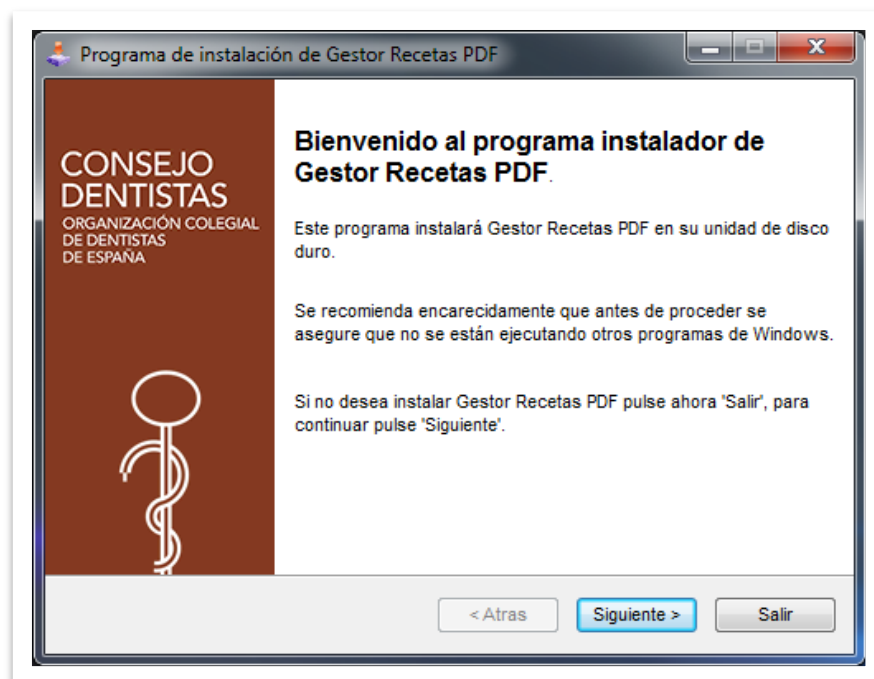 Programa de instalación de Gestor Recetas PDF
CONSEJO
DENTISTAS
ORGANIZACIÓN COLEGIAL
DE DENTISTAS
DE ESPAÑA
Bienvenido al programa instalador de
Gestor Recetas PDF.
Este programa instalará Gestor Recetas PDF en su unidad de disco
duro.
Se recomienda encarecidamente que antes de proceder se
asegure que no se están ejecutando otros programas de Windows.
Si no desea instalar Gestor Recetas PDF pulse ahora 'Salir', para
continuar pulse 'Siguiente'.
< Atras
Siguiente >
Salir